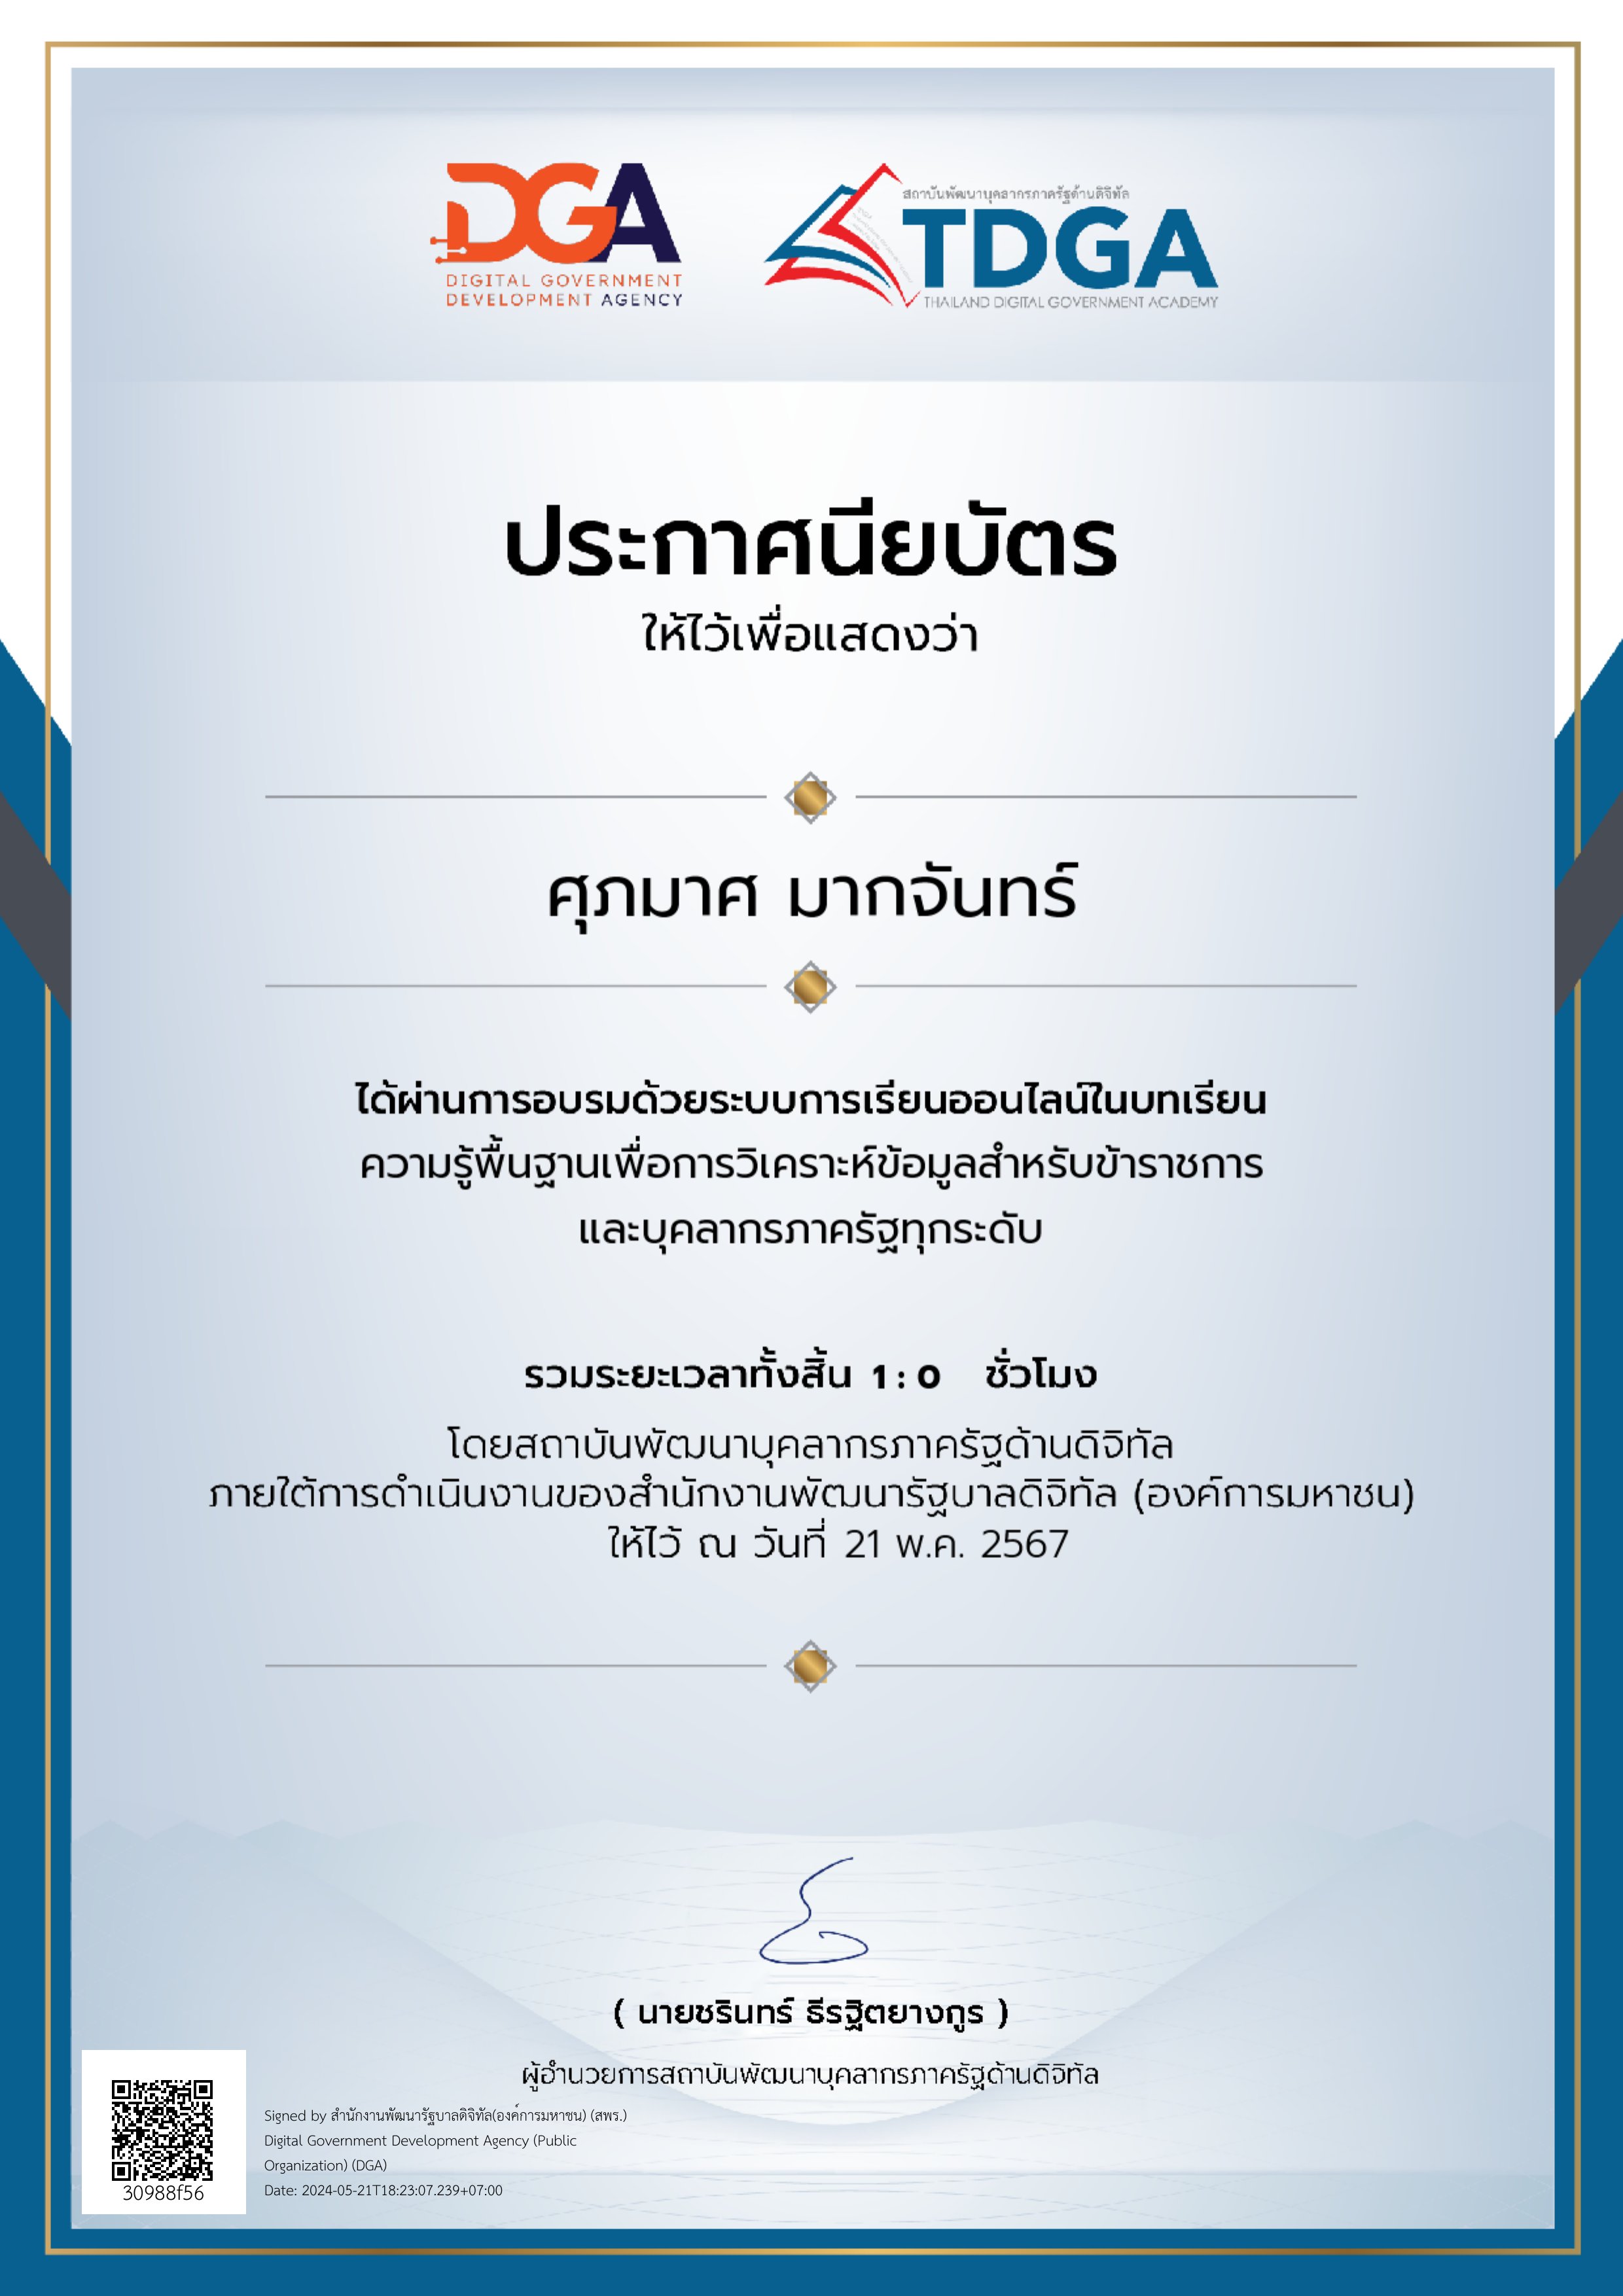 DGA
DIGITAL GOVERNMENT
DEVELOPMENT AGENCY
สถาบันพัฒนาบุคลากรภาครัฐด้านดิจิทัล
TDGA
THAILAND DIGITAL GOVERNMENT ACADEMY
ประกาศนียบัตร
ให้ไว้เพื่อแสดงว่า
ศุภมาศ มากจันทร์
ได้ผ่านการอบรมด้วยระบบการเรียนออนไลน์ในบทเรียน
ความรู้พื้นฐานเพื่อการวิเคราะห์ข้อมูลสำหรับข้าราชการ
และบุคลากรภาครัฐทุกระดับ
รวมระยะเวลาทั้งสิ้น 1 : 0 ชั่วโมง
โดยสถาบันพัฒนาบุคลากรภาครัฐด้านดิจิทัล
ภายใต้การดำเนินงานของสำนักงานพัฒนารัฐบาลดิจิทัล (องค์การมหาชน)
ให้ไว้ ณ วันที่ 21 พ.ค. 2567
( นายชรินทร์ ธีรฐิตยางกูร )
ผู้อำนวยการสถาบันพัฒนาบุคลากรภาครัฐด้านดิจิทัล
Signed by สำนักงานพัฒนารัฐบาลดิจิทัล(องค์การมหาชน) (สพร.)
Digital Government Development Agency (Public
Organization) (DGA)
Date: 2024-05-21T18:23:07.239+07:00
30988f56